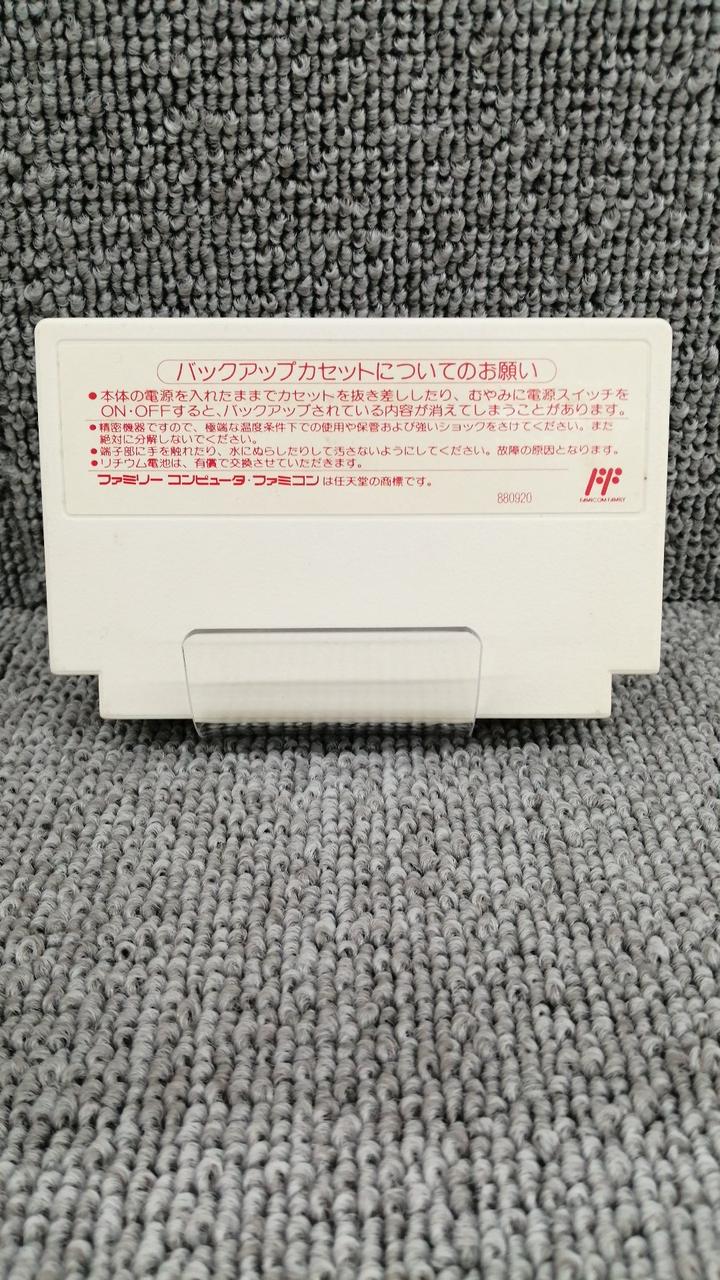 バックアップカセットについてのお願い
●本体の電源を入れたままでカセットを抜き差ししたり、むやみに電源スイッチを
ON・OFFすると、バックアップされている内容が消えてしまうことがあります。
●精密機器ですので、極端な温度条件下での使用や保管および強いショックをさけてください。また
絶対に分解しないでください。
●端子部に手を触れたり、水にぬらしたりして汚さないようにしてください。故障の原因となります。
●リチウム電池は、有償で交換させていただきます。
ファミリー コンピュータ・ファミコンは任天堂の商標です。
880920
FAMICOM FAMILY